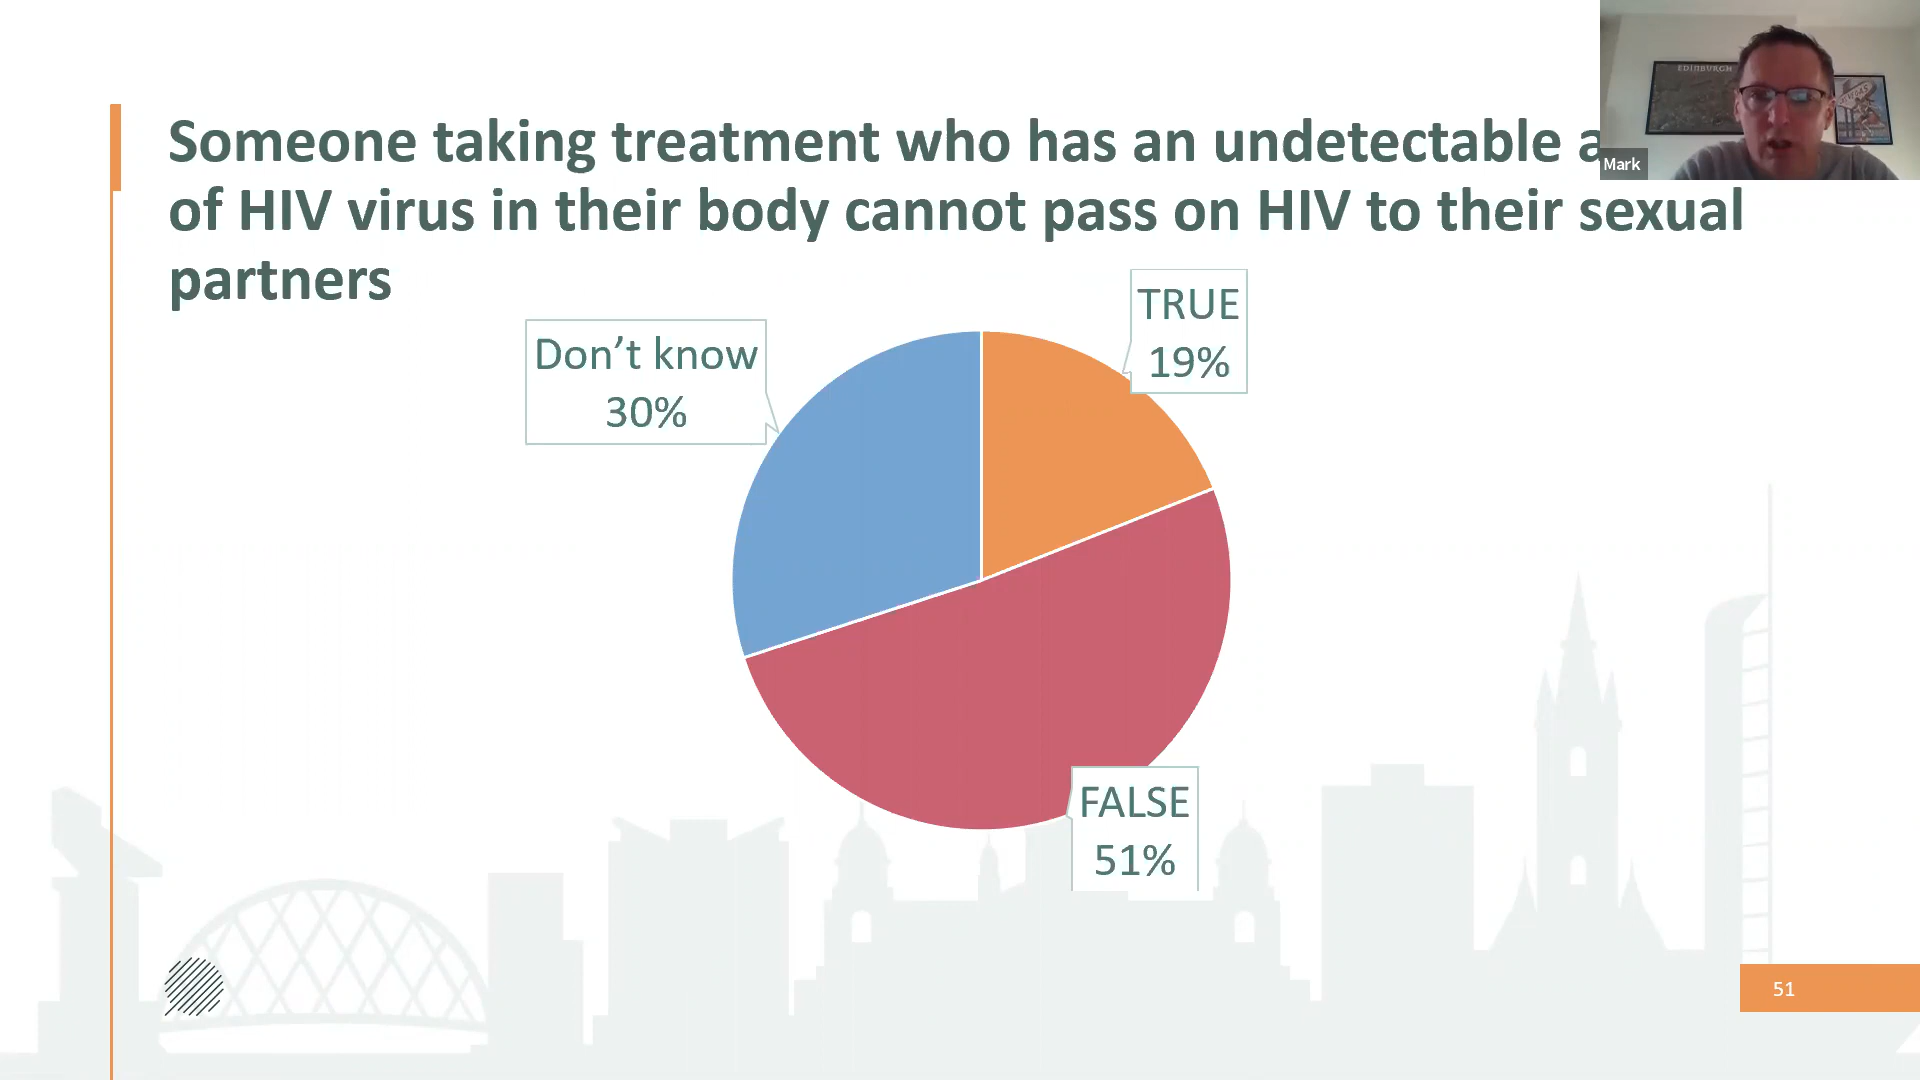 Someone taking treatment who has an undetectable
of HIV virus in their body cannot pass on HIV to their sexual
partners
TRUE
19%
Don’t know
30%
FALSE
51%
51
Mark
EDINBURGH